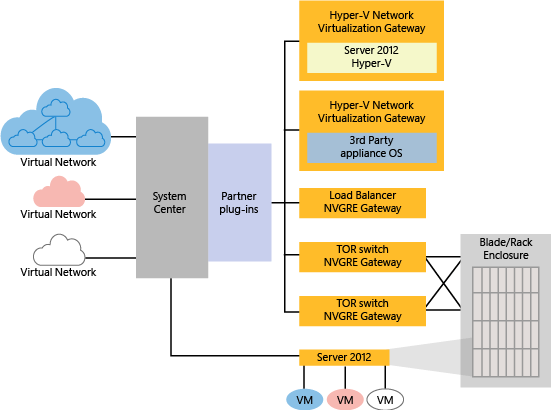 Hyper-V Network
Virtualization Gateway
Server 2012
Hyper-V
Hyper-V Network
Virtualization Gateway
3rd Party
appliance OS
Virtual Network
Virtual Network
Virtual Network
System
Center
Partner
plug-ins
Load Balancer
NVGRE Gateway
TOR switch
NVGRE Gateway
TOR switch
NVGRE Gateway
Blade/Rack
Enclosure
Server 2012
VM
VM
VM